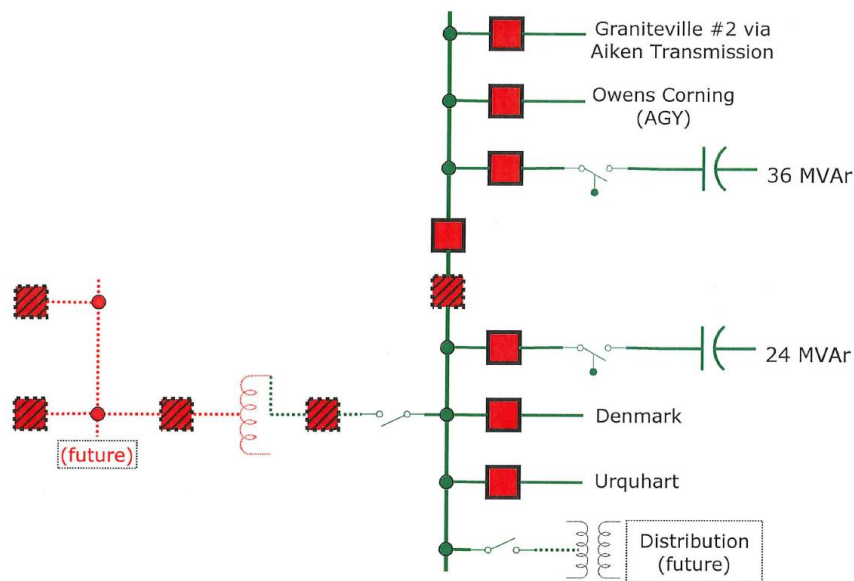 Graniteville #2 via
Aiken Transmission
Owens Corning
(AGY)
36 MVAr
24 MVAr
Denmark
(future)
Urquhart
Distribution
(future)